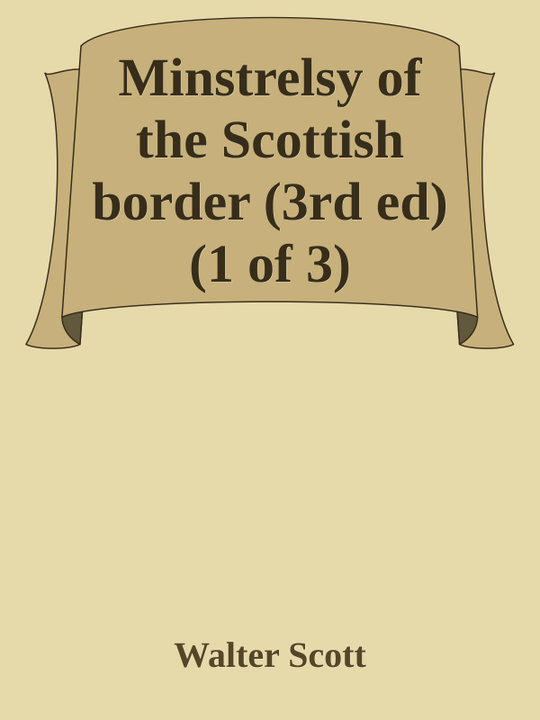 Minstrelsy of
the Scottish
border (3rd ed)
(1 of 3)
Walter Scott